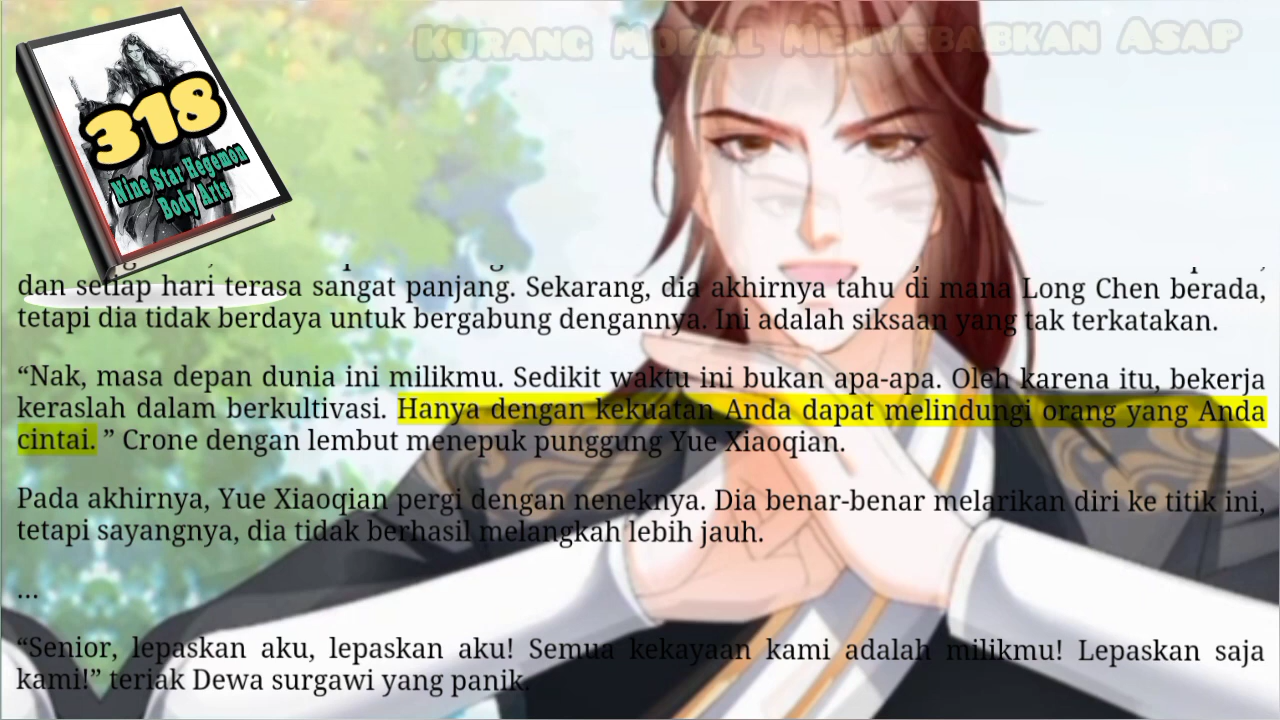 Kurang Moral Menyebabkan Asap
318
Nine Star Hegemon
Body Arts
dan setiap hari terasa sangat panjang. Sekarang, dia akhirnya tahu di mana Long Chen berada,
tetapi dia tidak berdaya untuk bergabung dengannya. Ini adalah siksaan yang tak terkatakan.
“Nak, masa depan dunia ini milikmu. Sedikit waktu ini bukan apa-apa. Oleh karena itu, bekerja
keraslah dalam berkultivasi. Hanya dengan kekuatan Anda dapat melindungi orang yang Anda
cintai. ” Crone dengan lembut menepuk punggung Yue Xiaoqian.
Pada akhirnya, Yue Xiaoqian pergi dengan neneknya. Dia benar-benar melarikan diri ke titik ini,
tetapi sayangnya, dia tidak berhasil melangkah lebih jauh.
...
“Senior, lepaskan aku, lepaskan aku! Semua kekayaan kami adalah milikmu! Lepaskan saja
kami!” teriak Dewa surgawi yang panik.